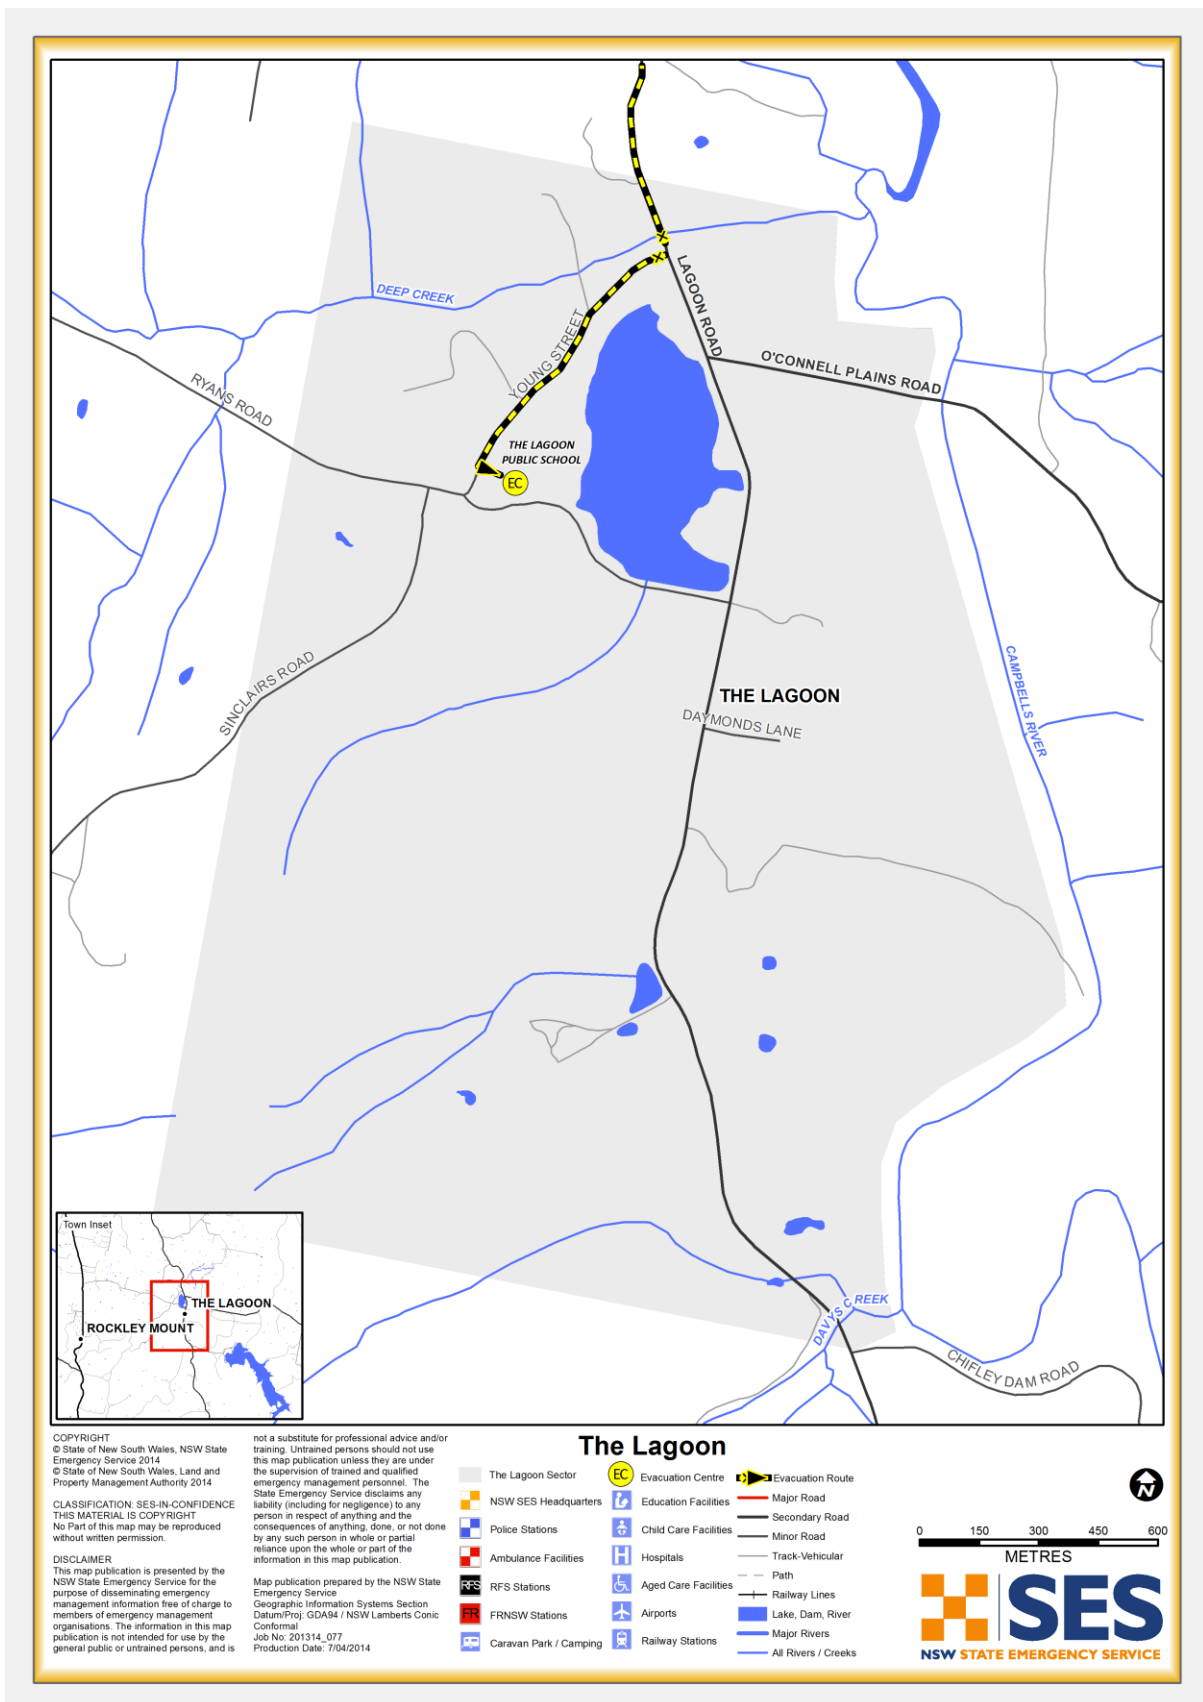 DEEP CREEK
LAGOON ROAD
YOUNG STREET
O'CONNELL PLAINS ROAD
RYANS ROAD
THE LAGOON
PUBLIC SCHOOL
EC
SINCLAIRS ROAD
CAMPBELLS RIVER
THE LAGOON
DAYMONDS LANE
DAVYS CREEK
CHIFLEY DAM ROAD
Town Inset
THE LAGOON
ROCKLEY MOUNT
COPYRIGHT
© State of New South Wales, NSW State
Emergency Service 2014
© State of New South Wales, Land and
Property Management Authority 2014
CLASSIFICATION: SES-IN-CONFIDENCE
THIS MATERIAL IS COPYRIGHT
No Part of this map may be reproduced
without written permission.
DISCLAIMER
This map publication is presented by the
NSW State Emergency Service for the
purpose of disseminating emergency
management information free of charge to
members of emergency management
organisations. The information in this map
publication is not intended for use by the
general public or untrained persons, and is
not a substitute for professional advice and/or
training. Untrained persons should not use
this map publication unless they are under
the supervision of trained and qualified
emergency management personnel. The
State Emergency Service disclaims any
liability (including for negligence) to any
person in respect of anything and the
consequences of anything, done, or not done
by any such person in whole or partial
reliance upon the whole or part of the
information in this map publication.
Map publication prepared by the NSW State
Emergency Service
Geographic Information Systems Section
Datum/Proj: GDA94 / NSW Lamberts Conic
Conformal
Job No: 201314_077
Production Date: 7/04/2014
The Lagoon
The Lagoon Sector
NSW SES Headquarters
Police Stations
Ambulance Facilities
RFS RFS Stations
FR FRNSW Stations
Caravan Park / Camping
EC Evacuation Centre
Education Facilities
Child Care Facilities
H Hospitals
Aged Care Facilities
Airports
Railway Stations
Evacuation Route
Major Road
Secondary Road
Minor Road
Track-Vehicular
Path
Railway Lines
Lake, Dam, River
Major Rivers
All Rivers / Creeks
N
0 150 300 450 600
METRES
SES
NSW STATE EMERGENCY SERVICE